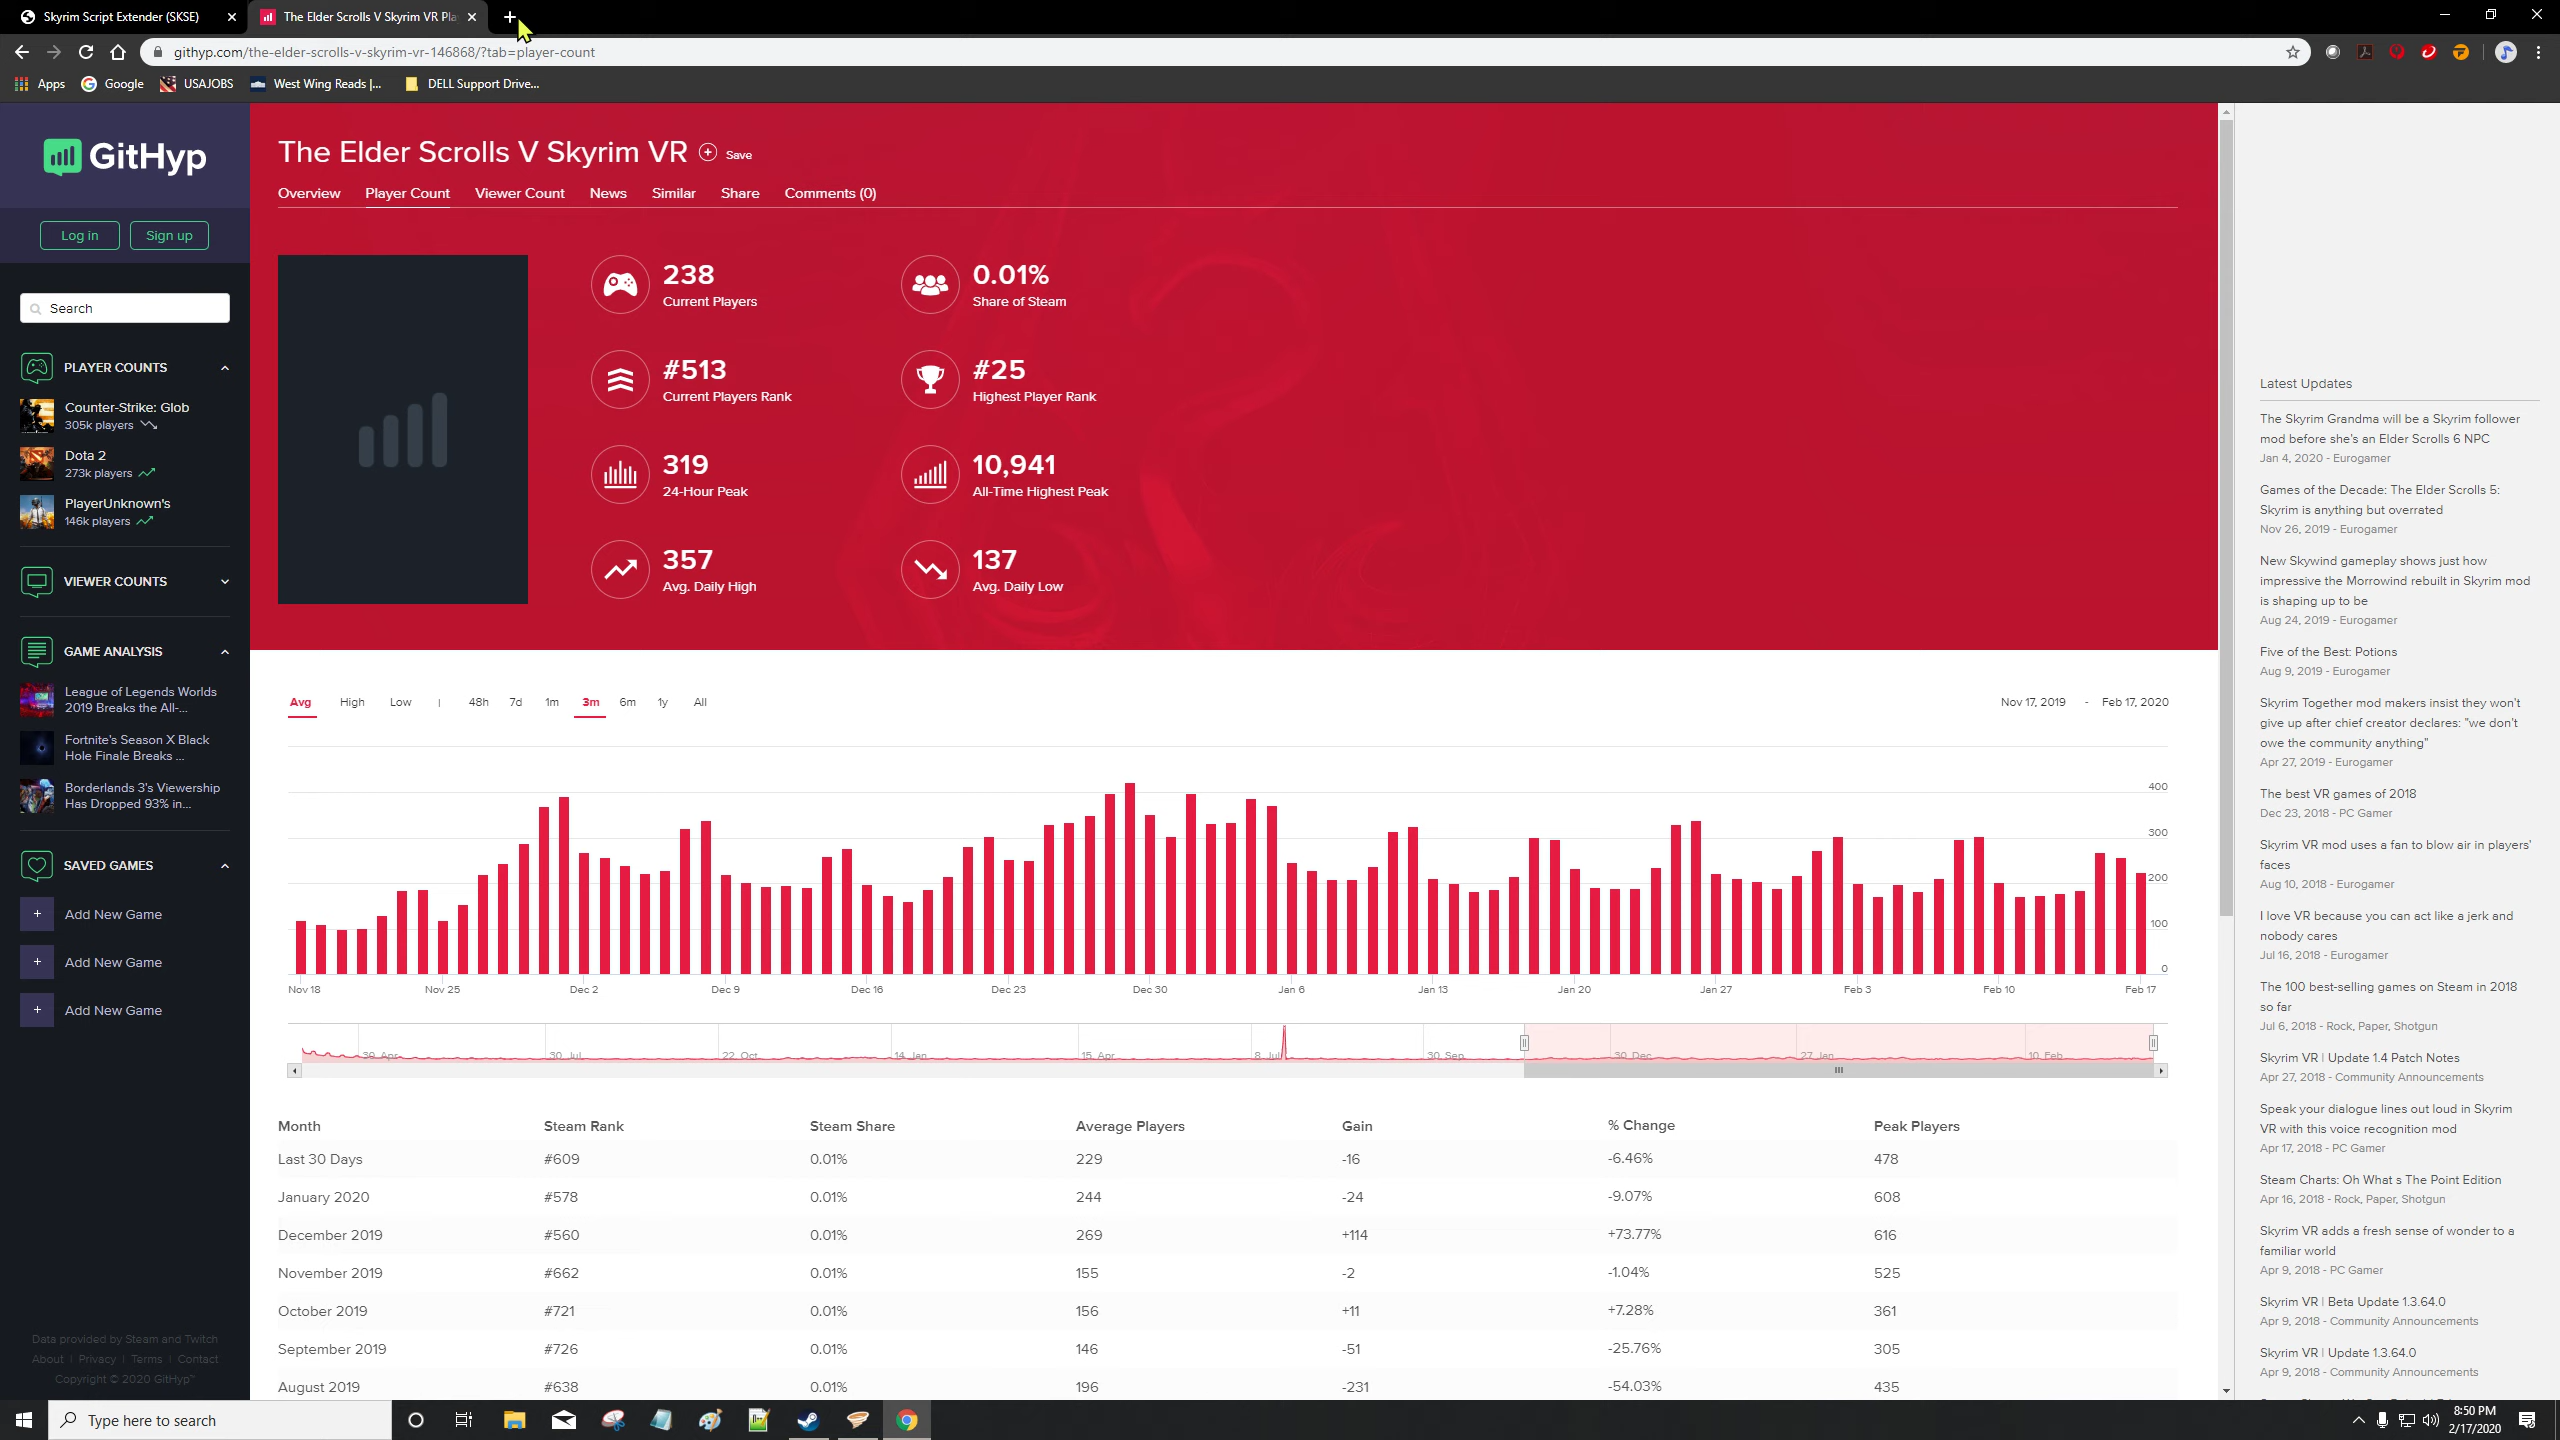 Skyrim Script Extender (SKSE)
The Elder Scrolls V Skyrim VR Pla
githyp.com/the-elder-scrolls-v-skyrim-vr-146868/?tab=player-count
Apps
Google
USAJOBS
West Wing Reads |...
DELL Support Drive...
GitHyp
Log in
Sign up
Search
PLAYER COUNTS
Counter-Strike: Glob
305k players
Dota 2
273k players
PlayerUnknown's
146k players
VIEWER COUNTS
GAME ANALYSIS
League of Legends Worlds
2019 Breaks the All-...
Fortnite's Season X Black
Hole Finale Breaks ...
Borderlands 3's Viewership
Has Dropped 93% in...
SAVED GAMES
+ Add New Game
+ Add New Game
+ Add New Game
Data provided by Steam and Twitch
About | Privacy | Terms | Contact
Copyright © 2020 GitHyp™
The Elder Scrolls V Skyrim VR + Save
Overview Player Count Viewer Count News Similar Share Comments (0)
238
Current Players
0.01%
Share of Steam
#513
Current Players Rank
#25
Highest Player Rank
319
24-Hour Peak
10,941
All-Time Highest Peak
357
Avg. Daily High
137
Avg. Daily Low
Avg High Low | 48h 7d 1m 3m 6m 1y All Nov 17, 2019 - Feb 17, 2020
400
300
200
100
0
Nov 18 Nov 25 Dec 2 Dec 9 Dec 16 Dec 23 Dec 30 Jan 6 Jan 13 Jan 20 Jan 27 Feb 3 Feb 10 Feb 17
30. Apr 30. Jul 22. Oct 14. Jan 15. Apr 8. Jul 30. Sep 30. Dec 27. Jan 10. Feb
Month Steam Rank Steam Share Average Players Gain % Change Peak Players
Last 30 Days #609 0.01% 229 -16 -6.46% 478
January 2020 #578 0.01% 244 -24 -9.07% 608
December 2019 #560 0.01% 269 +114 +73.77% 616
November 2019 #662 0.01% 155 -2 -1.04% 525
October 2019 #721 0.01% 156 +11 +7.28% 361
September 2019 #726 0.01% 146 -51 -25.76% 305
August 2019 #638 0.01% 196 -231 -54.03% 435
Latest Updates
The Skyrim Grandma will be a Skyrim follower
mod before she's an Elder Scrolls 6 NPC
Jan 4, 2020 - Eurogamer
Games of the Decade: The Elder Scrolls 5:
Skyrim is anything but overrated
Nov 26, 2019 - Eurogamer
New Skywind gameplay shows just how
impressive the Morrowind rebuilt in Skyrim mod
is shaping up to be
Aug 24, 2019 - Eurogamer
Five of the Best: Potions
Aug 9, 2019 - Eurogamer
Skyrim Together mod makers insist they won't
give up after chief creator declares: "we don't
owe the community anything"
Apr 27, 2019 - Eurogamer
The best VR games of 2018
Dec 23, 2018 - PC Gamer
Skyrim VR mod uses a fan to blow air in players'
faces
Aug 10, 2018 - Eurogamer
I love VR because you can act like a jerk and
nobody cares
Jul 16, 2018 - Eurogamer
The 100 best-selling games on Steam in 2018
so far
Jul 6, 2018 - Rock, Paper, Shotgun
Skyrim VR | Update 1.4 Patch Notes
Apr 27, 2018 - Community Announcements
Speak your dialogue lines out loud in Skyrim
VR with this voice recognition mod
Apr 17, 2018 - PC Gamer
Steam Charts: Oh What s The Point Edition
Apr 16, 2018 - Rock, Paper, Shotgun
Skyrim VR adds a fresh sense of wonder to a
familiar world
Apr 9, 2018 - PC Gamer
Skyrim VR | Beta Update 1.3.64.0
Apr 9, 2018 - Community Announcements
Skyrim VR | Update 1.3.64.0
Apr 9, 2018 - Community Announcements
Type here to search
8:50 PM
2/17/2020